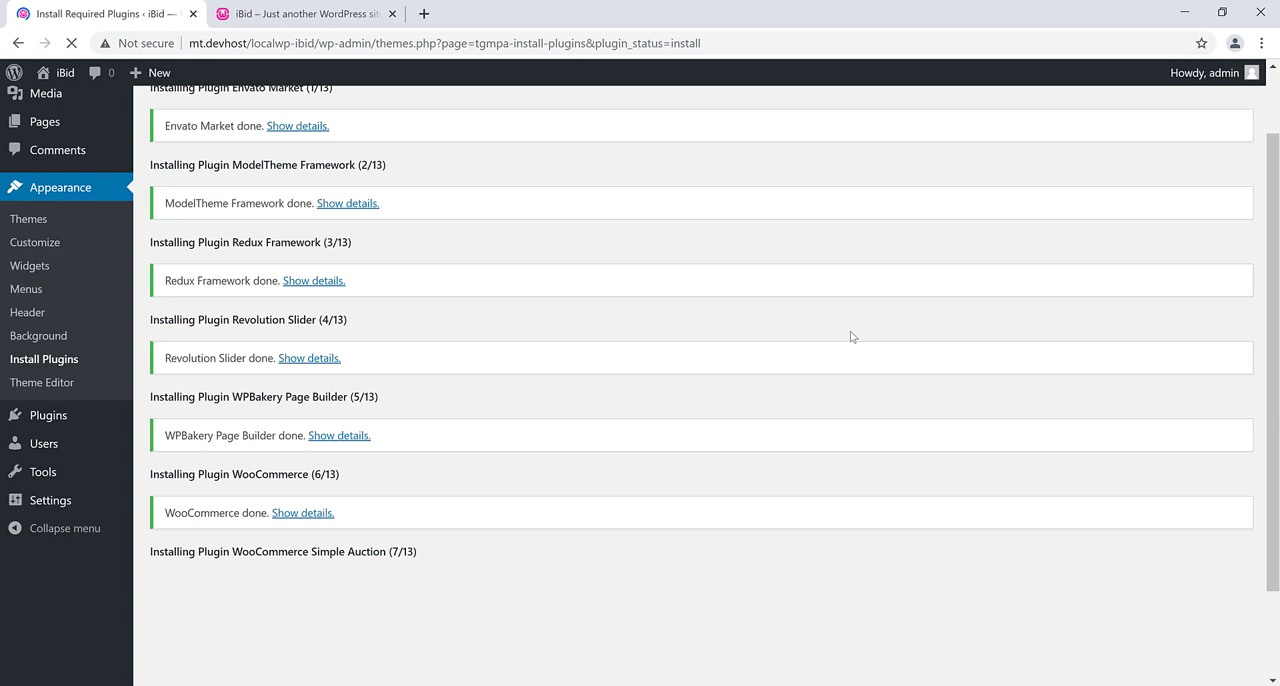 Install Required Plugins ‹ iBid —
iBid – Just another WordPress sit
Not secure
mt.devhost/localwp-ibid/wp-admin/themes.php?page=tgmpa-install-plugins&plugin_status=install
iBid
0
New
Howdy, admin
Media
Pages
Comments
Appearance
Themes
Customize
Widgets
Menus
Header
Background
Install Plugins
Theme Editor
Plugins
Users
Tools
Settings
Collapse menu
Installing Plugin Envato Market (1/13)
Envato Market done. Show details.
Installing Plugin ModelTheme Framework (2/13)
ModelTheme Framework done. Show details.
Installing Plugin Redux Framework (3/13)
Redux Framework done. Show details.
Installing Plugin Revolution Slider (4/13)
Revolution Slider done. Show details.
Installing Plugin WPBakery Page Builder (5/13)
WPBakery Page Builder done. Show details.
Installing Plugin WooCommerce (6/13)
WooCommerce done. Show details.
Installing Plugin WooCommerce Simple Auction (7/13)